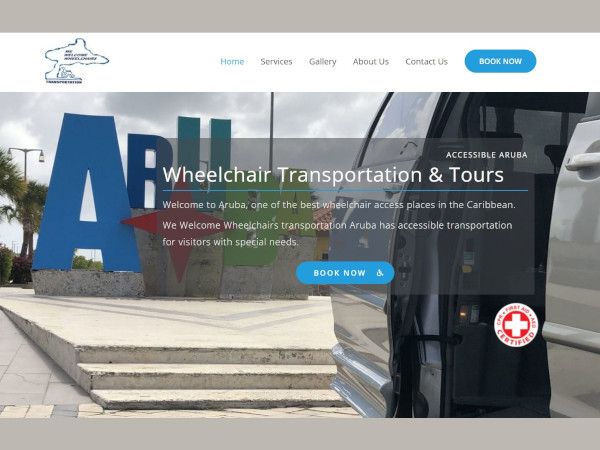 WE
WELCOME
WHEELCHAIRS
TRANSPORTATION
Home
Services
Gallery
About Us
Contact Us
BOOK NOW
ARUBA
ACCESSIBLE ARUBA
Wheelchair Transportation & Tours
Welcome to Aruba, one of the best wheelchair access places in the Caribbean.
We Welcome Wheelchairs transportation Aruba has accessible transportation
for visitors with special needs.
BOOK NOW
CPR • FIRST AID • AED
CERTIFIED